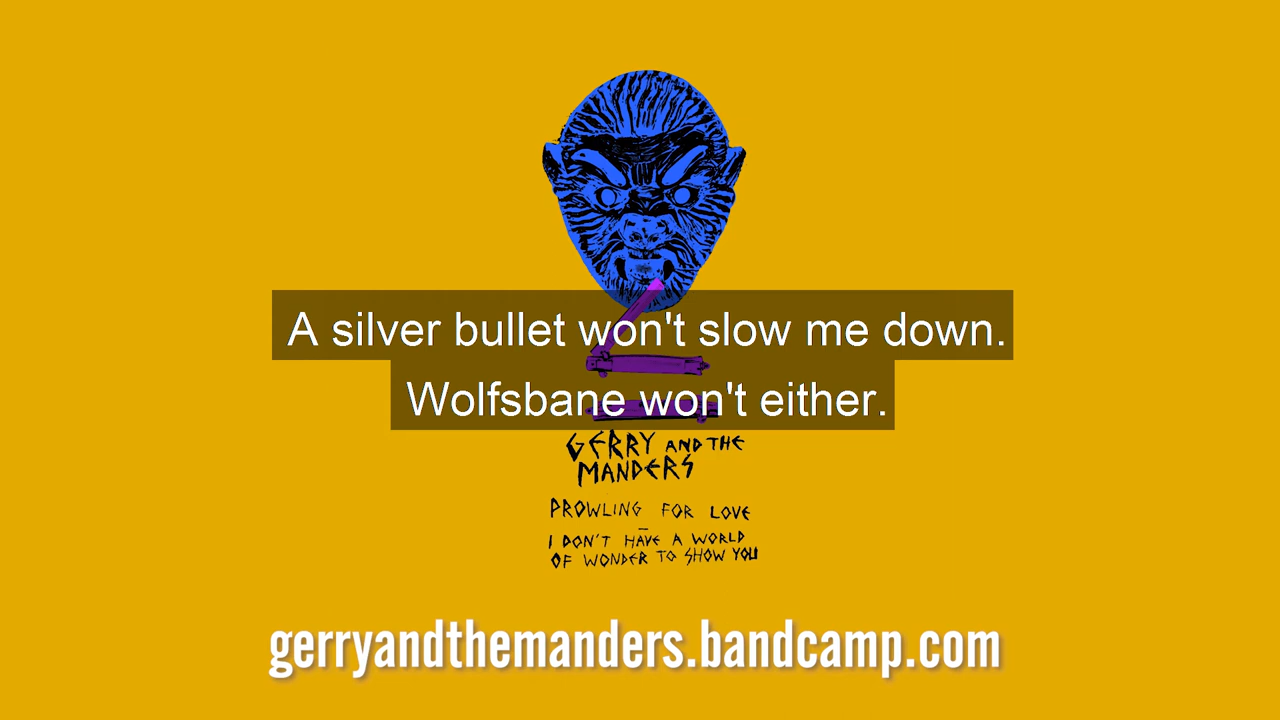 A silver bullet won't slow me down.
Wolfsbane won't either.
GERRY AND THE
MANDERS
PROWLING FOR LOVE
–
I DON'T HAVE A WORLD
OF WONDER TO SHOW YOU
gerryandthemanders.bandcamp.com